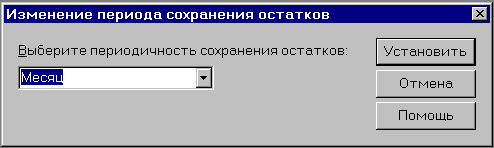 Изменение периода сохранения остатков
Выберите периодичность сохранения остатков:
Месяц
Установить
Отмена
Помощь